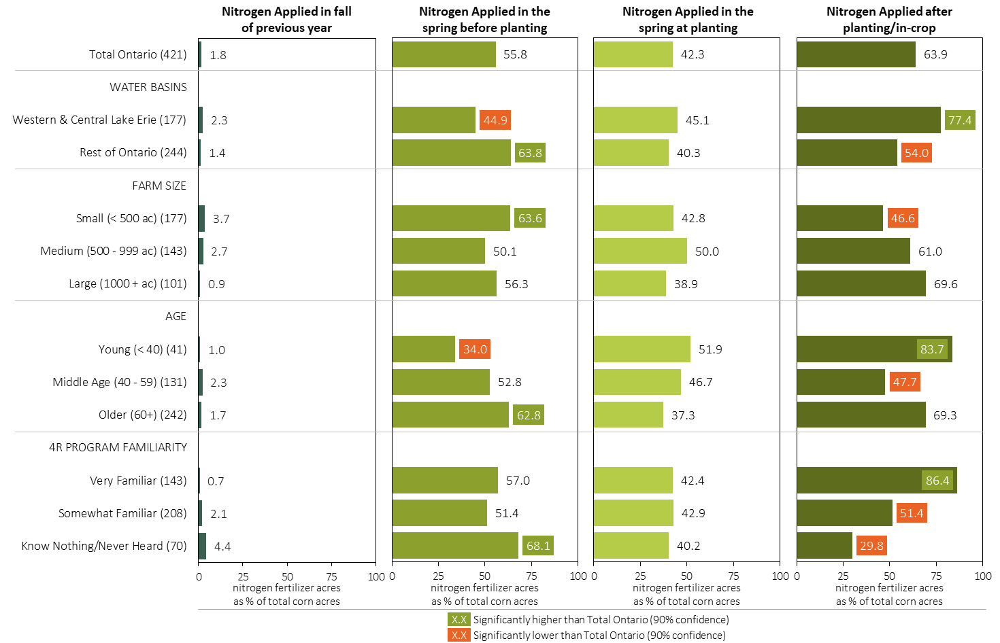 Nitrogen Applied in fall
of previous year
Nitrogen Applied in the
spring before planting
Nitrogen Applied in the
spring at planting
Nitrogen Applied after
planting/in-crop
Total Ontario (421) 1.8 55.8 42.3 63.9
WATER BASINS
Western & Central Lake Erie (177) 2.3 44.9 45.1 77.4
Rest of Ontario (244) 1.4 63.8 40.3 54.0
FARM SIZE
Small (< 500 ac) (177) 3.7 63.6 42.8 46.6
Medium (500 - 999 ac) (143) 2.7 50.1 50.0 61.0
Large (1000 + ac) (101) 0.9 56.3 38.9 69.6
AGE
Young (< 40) (41) 1.0 34.0 51.9 83.7
Middle Age (40 - 59) (131) 2.3 52.8 46.7 47.7
Older (60+) (242) 1.7 62.8 37.3 69.3
4R PROGRAM FAMILIARITY
Very Familiar (143) 0.7 57.0 42.4 86.4
Somewhat Familiar (208) 2.1 51.4 42.9 51.4
Know Nothing/Never Heard (70) 4.4 68.1 40.2 29.8
0 25 50 75 100 0 25 50 75 100 0 25 50 75 100 0 25 50 75 100
nitrogen fertilizer acres
as % of total corn acres
nitrogen fertilizer acres
as % of total corn acres
nitrogen fertilizer acres
as % of total corn acres
nitrogen fertilizer acres
as % of total corn acres
X.X Significantly higher than Total Ontario (90% confidence)
X.X Significantly lower than Total Ontario (90% confidence)